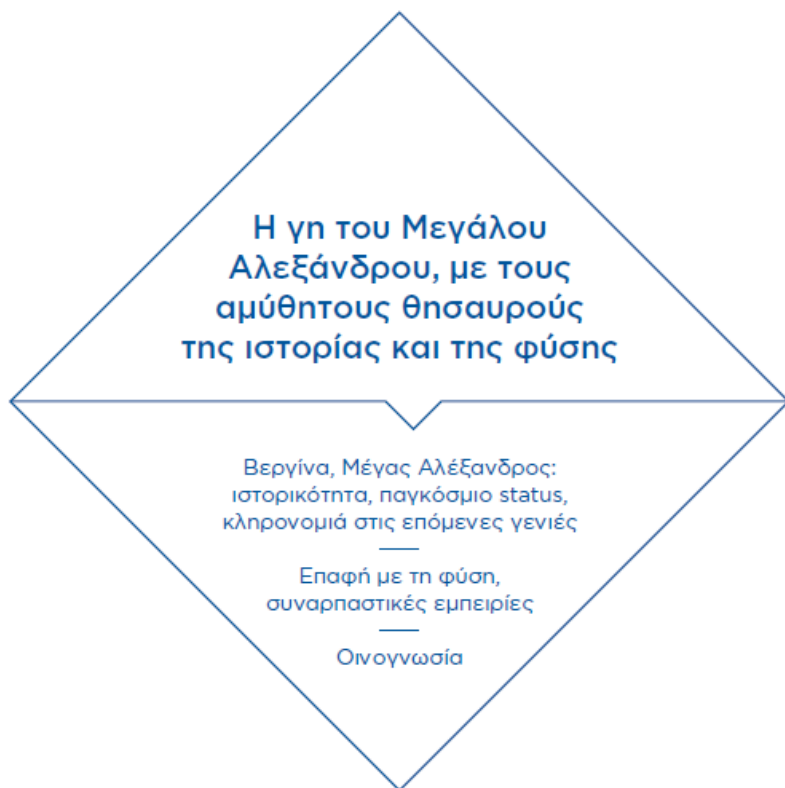 Η γη του Μεγάλου
Αλεξάνδρου, με τους
αμύθητους θησαυρούς
της ιστορίας και της φύσης
Βεργίνα, Μέγας Αλέξανδρος:
ιστορικότητα, παγκόσμιο status,
κληρονομιά στις επόμενες γενιές
Επαφή με τη φύση,
συναρπαστικές εμπειρίες
Οινογνωσία